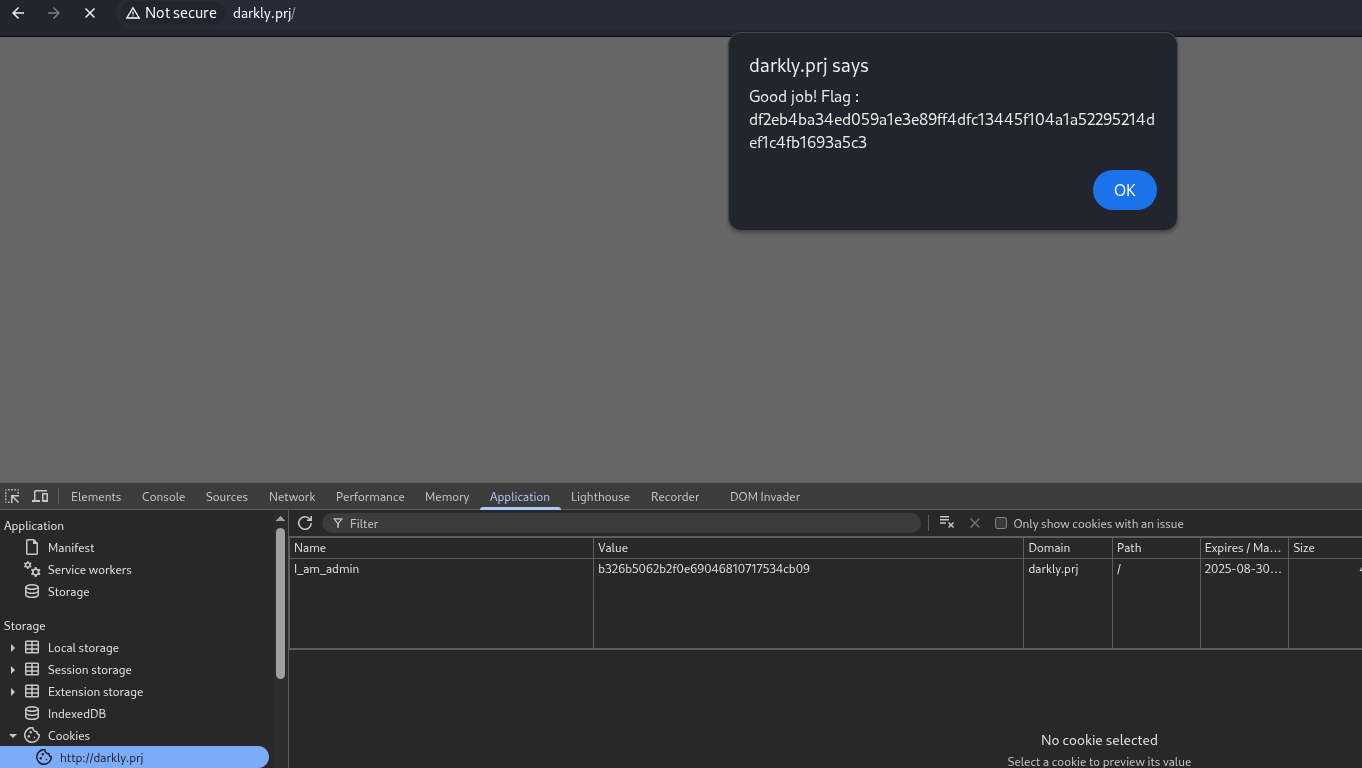 Not secure darkly.prj/
darkly.prj says
Good job! Flag :
df2eb4ba34ed059a1e3e89ff4dfc13445f104a1a52295214d
ef1c4fb1693a5c3
OK
Elements Console Sources Network Performance Memory Application Lighthouse Recorder DOM Invader
Application
Manifest
Service workers
Storage
Storage
Local storage
Session storage
Extension storage
IndexedDB
Cookies
http://darkly.prj
Filter Only show cookies with an issue
Name Value Domain Path Expires / Ma... Size
I_am_admin b326b5062b2f0e69046810717534cb09 darkly.prj / 2025-08-30...
No cookie selected
Select a cookie to preview its value